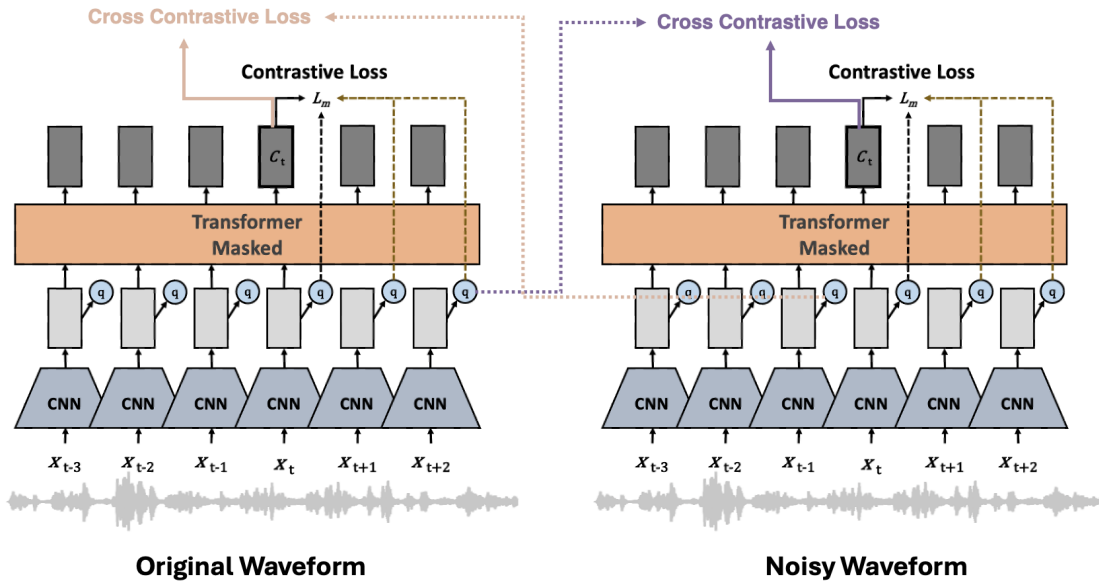 Cross Contrastive Loss
Cross Contrastive Loss
Contrastive Loss
L_m
C_t
Transformer
Masked
q q q q q q
CNN CNN CNN CNN CNN CNN
X_t-3 X_t-2 X_t-1 X_t X_t+1 X_t+2
Original Waveform
Contrastive Loss
L_m
C_t
Transformer
Masked
q q q q q q
CNN CNN CNN CNN CNN CNN
X_t-3 X_t-2 X_t-1 X_t X_t+1 X_t+2
Noisy Waveform